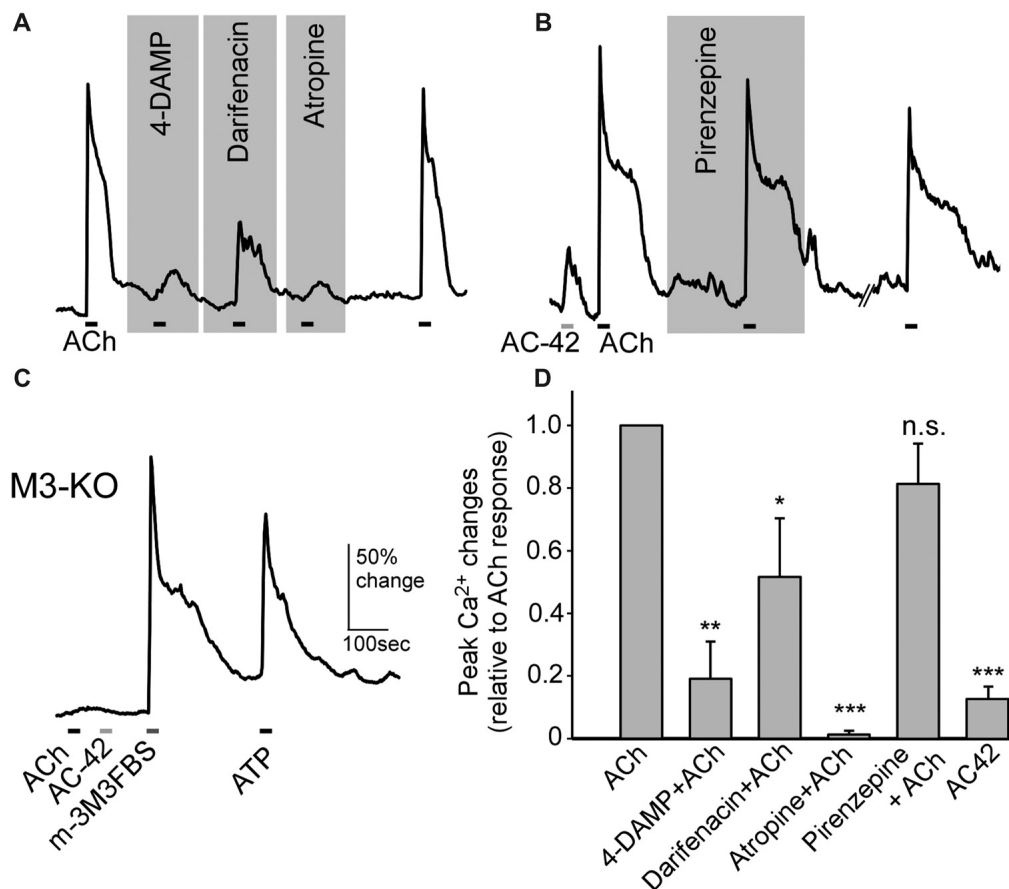 A
4-DAMP
Darifenacin
Atropine
ACh
B
Pirenzepine
AC-42
ACh
C
M3-KO
50%
change
100sec
ACh
AC-42
m-3M3FBS
ATP
D
Peak Ca²⁺ changes
(relative to ACh response)
1.0
0.8
0.6
0.4
0.2
0
**
*
***
n.s.
***
ACh
4-DAMP+ACh
Darifenacin+ACh
Atropine+ACh
Pirenzepine
+ ACh
AC42